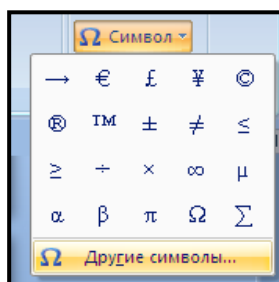 Ω Символ
→ € £ ¥ ©
® ™ ± ≠ ≤
≥ ÷ × ∞ µ
α β π Ω ∑
Ω Другие символы...